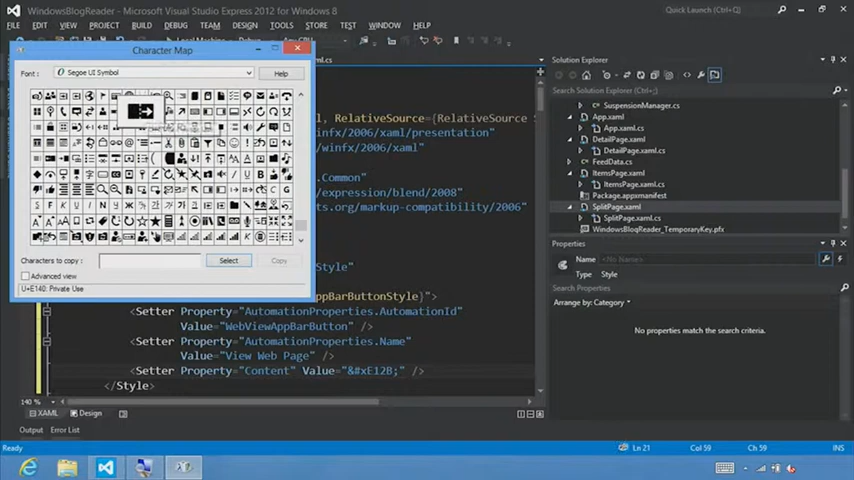 WindowsBlogReader - Microsoft Visual Studio Express 2012 for Windows 8
Quick Launch (Ctrl+Q)
FILE EDIT VIEW PROJECT BUILD DEBUG TEAM TOOLS STORE TEST WINDOW HELP
Character Map
.cs
Solution Explorer
Font : Segoe UI Symbol Help
Search Solution Explorer
SuspensionManager.cs
App.xaml
App.xaml.cs
DetailPage.xaml
DetailPage.xaml.cs
FeedData.cs
ItemsPage.xaml
ItemsPage.xaml.cs
Package.appxmanifest
SplitPage.xaml
SplitPage.xaml.cs
WindowsBlogReader_TemporaryKey.pfx
l, RelativeSource={RelativeSource S
winfx/2006/xaml/presentation"
/winfx/2006/xaml"
.Common"
/expression/blend/2008"
ts.org/markup-compatibility/2006"
Characters to copy : Select Copy
Advanced view
U+E140: Private Use
Style"
AppBarButtonStyle}">
<Setter Property="AutomationProperties.AutomationId"
Value="WebViewAppBarButton" />
<Setter Property="AutomationProperties.Name"
Value="View Web Page" />
<Setter Property="Content" Value="&#xE12B;" />
</Style>
Properties
Name <No Name>
Type Style
Search Properties
Arrange by: Category
No properties match the search criteria.
140 %
XAML Design
Output Error List
Ready Ln 21 Col 59 Ch 59 INS